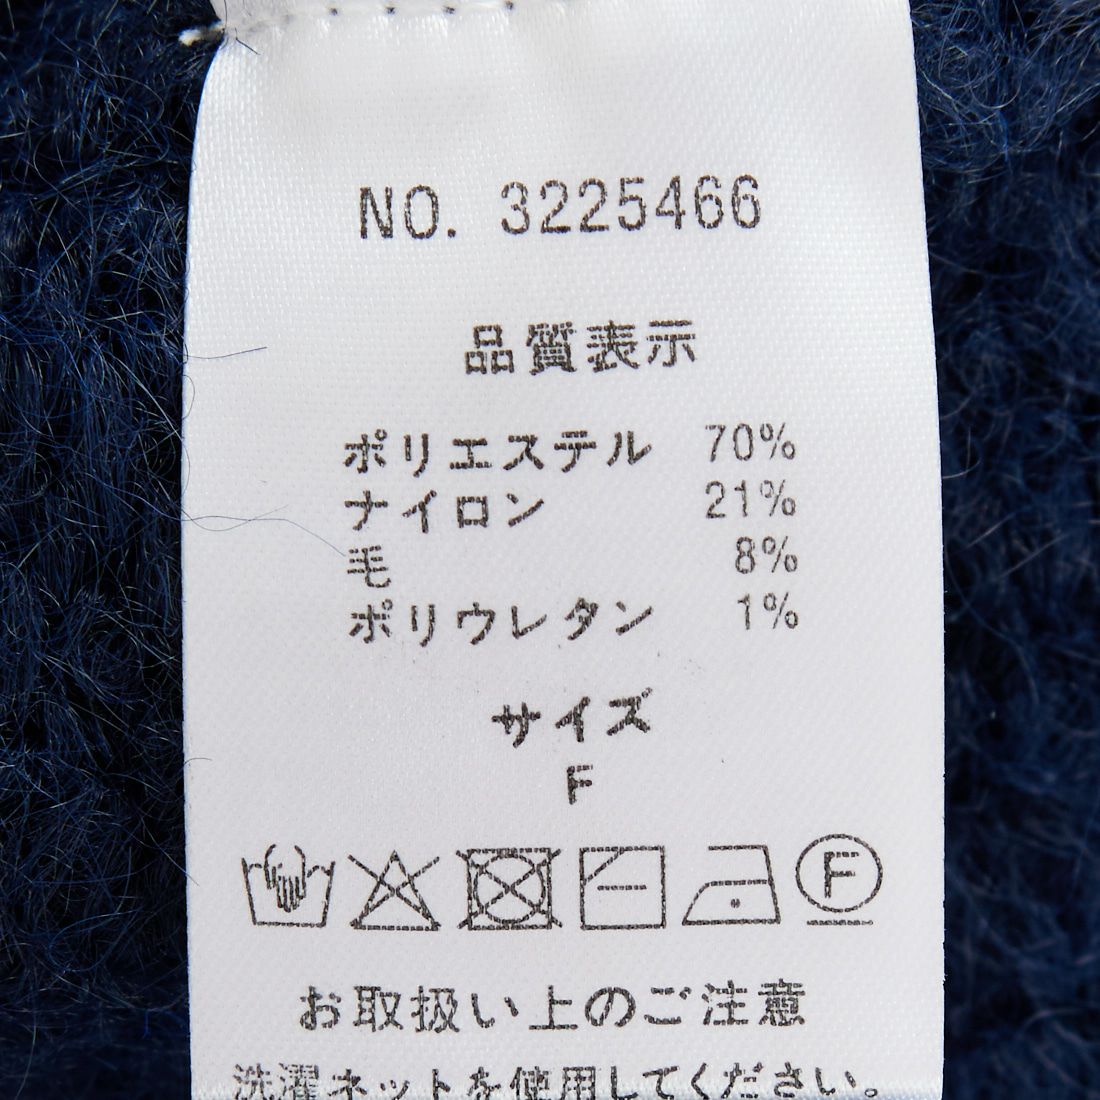 NO. 3225466
品質表示
ポリエステル 70%
ナイロン 21%
毛 8%
ポリウレタン 1%
サイズ
F
F
お取扱い上のご注意
洗濯ネットを使用してください。